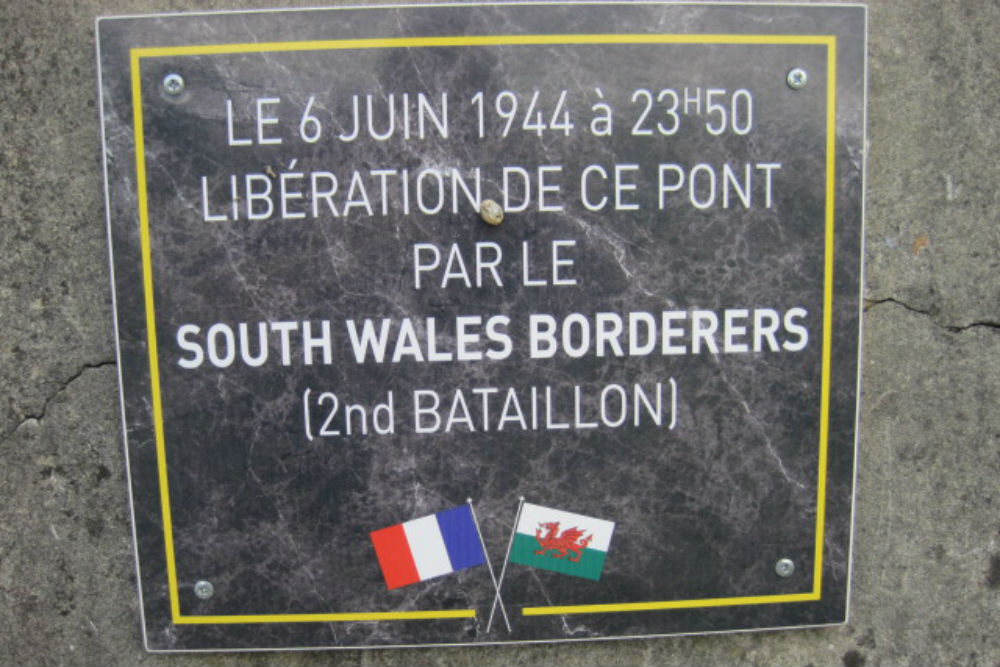 LE 6 JUIN 1944 à 23H50
LIBÉRATION DE CE PONT
PAR LE
SOUTH WALES BORDERERS
(2nd BATAILLON)